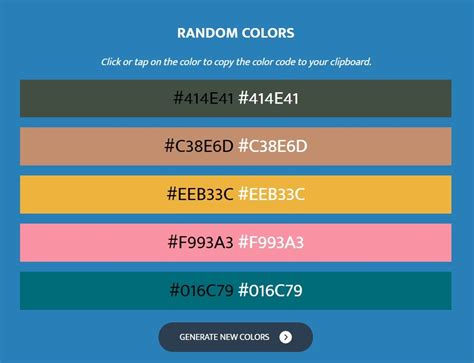 RANDOM COLORS
Click or tap on the color to copy the color code to your clipboard.
#414E41 #414E41
#C38E6D #C38E6D
#EEB33C #EEB33C
#F993A3 #F993A3
#016C79 #016C79
GENERATE NEW COLORS